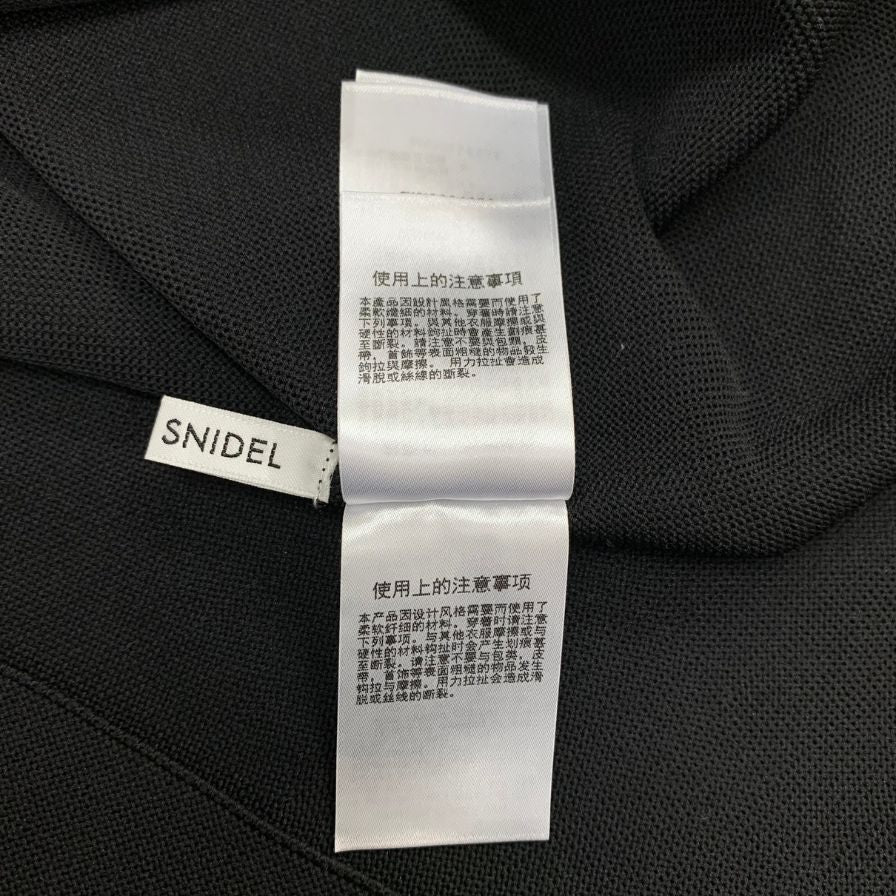 使用上的注意事項
本產品因設計風格需要而使用了
柔軟纖細的材料。穿着時請注意
下列事項。與其他衣服摩擦或與
硬性的材料鉤扯時會產生劃痕甚
至斷裂。請注意不要與包類，皮
帶，首飾等表面粗糙的物品發生
鉤拉與摩擦。用力拉扯會造成
滑脫或絲線的斷裂。
SNIDEL
使用上的注意事项
本产品因设计风格需要而使用了
柔软纤细的材料。穿着时请注意
下列事项。与其他衣服摩擦或与
硬性的材料钩扯时会产生划痕甚
至断裂。请注意不要与包类，皮
带，首饰等表面粗糙的物品发生
钩拉与摩擦。用力拉扯会造成滑
脱或丝线的断裂。